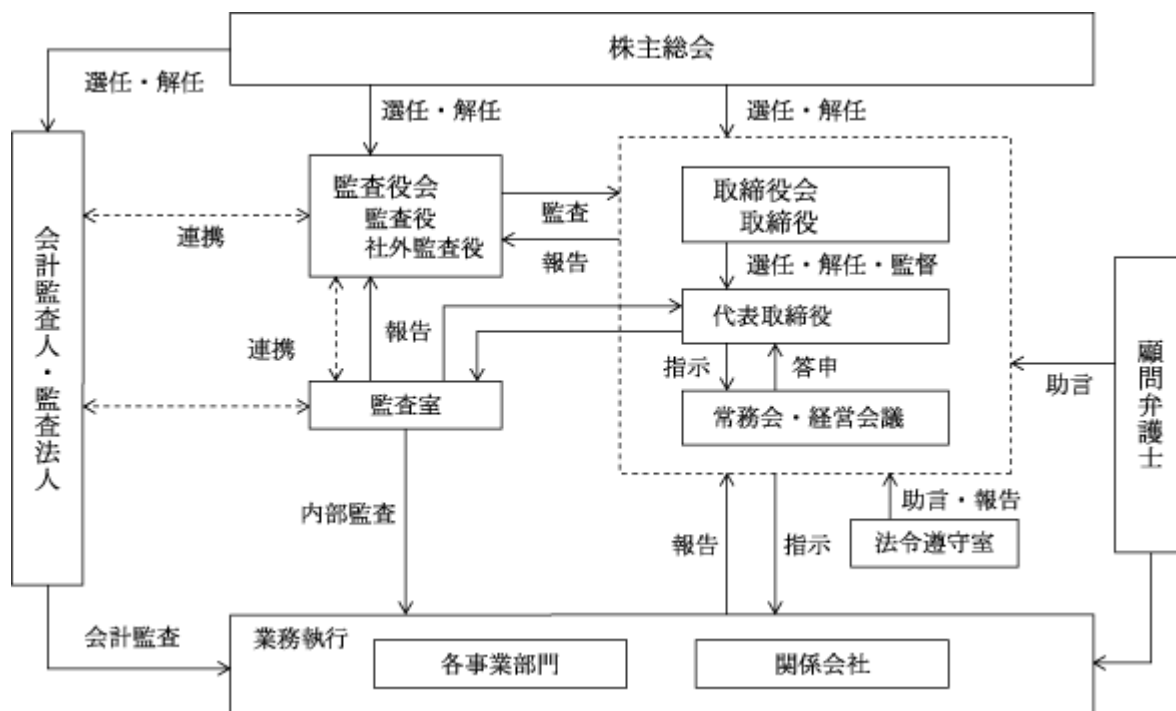 株主総会
選任・解任
選任・解任
選任・解任
監査役会
監査役
社外監査役
監査
報告
取締役会
取締役
選任・解任・監督
代表取締役
指示
答申
常務会・経営会議
連携
連携
報告
監査室
会計監査人・監査法人
顧問弁護士
助言
助言・報告
法令遵守室
内部監査
報告
指示
会計監査
業務執行
各事業部門
関係会社